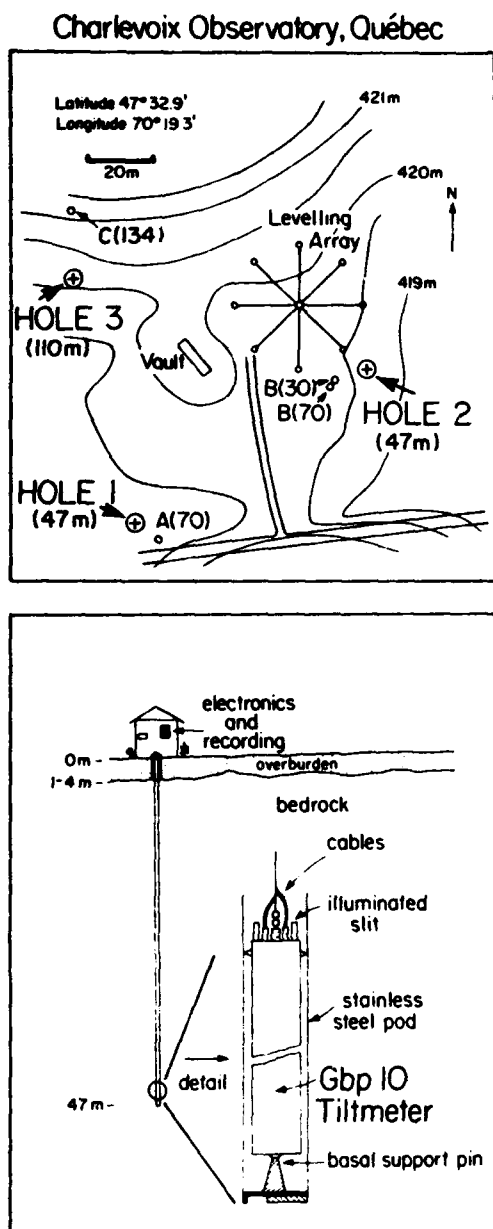 Charlevoix Observatory, Québec
Latitude 47° 32.9'
Longitude 70° 19 3'
20m
421m
420m
N
C(134)
Levelling
Array
419m
HOLE 3
(110m)
Vault
B(30)
B(70)
HOLE 2
(47m)
HOLE 1
(47m)
A(70)
electronics
and
recording
0m -
overburden
1-4 m -
bedrock
cables
illuminated
slit
stainless
steel pod
detail
Gbp 10
Tiltmeter
47 m -
basal support pin